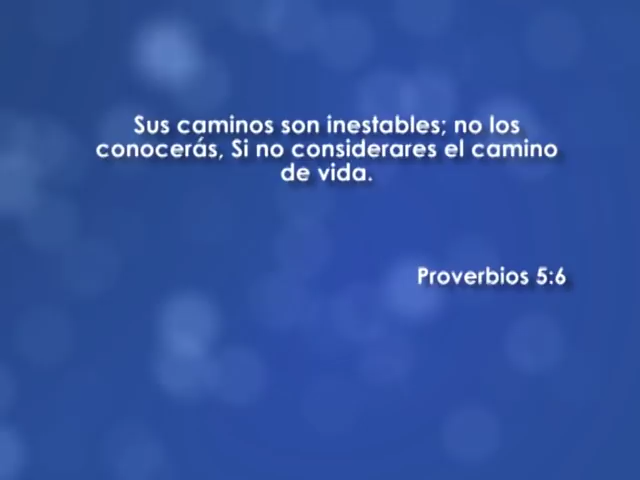 Sus caminos son inestables; no los
conocerás, Si no considerares el camino
de vida.
Proverbios 5:6